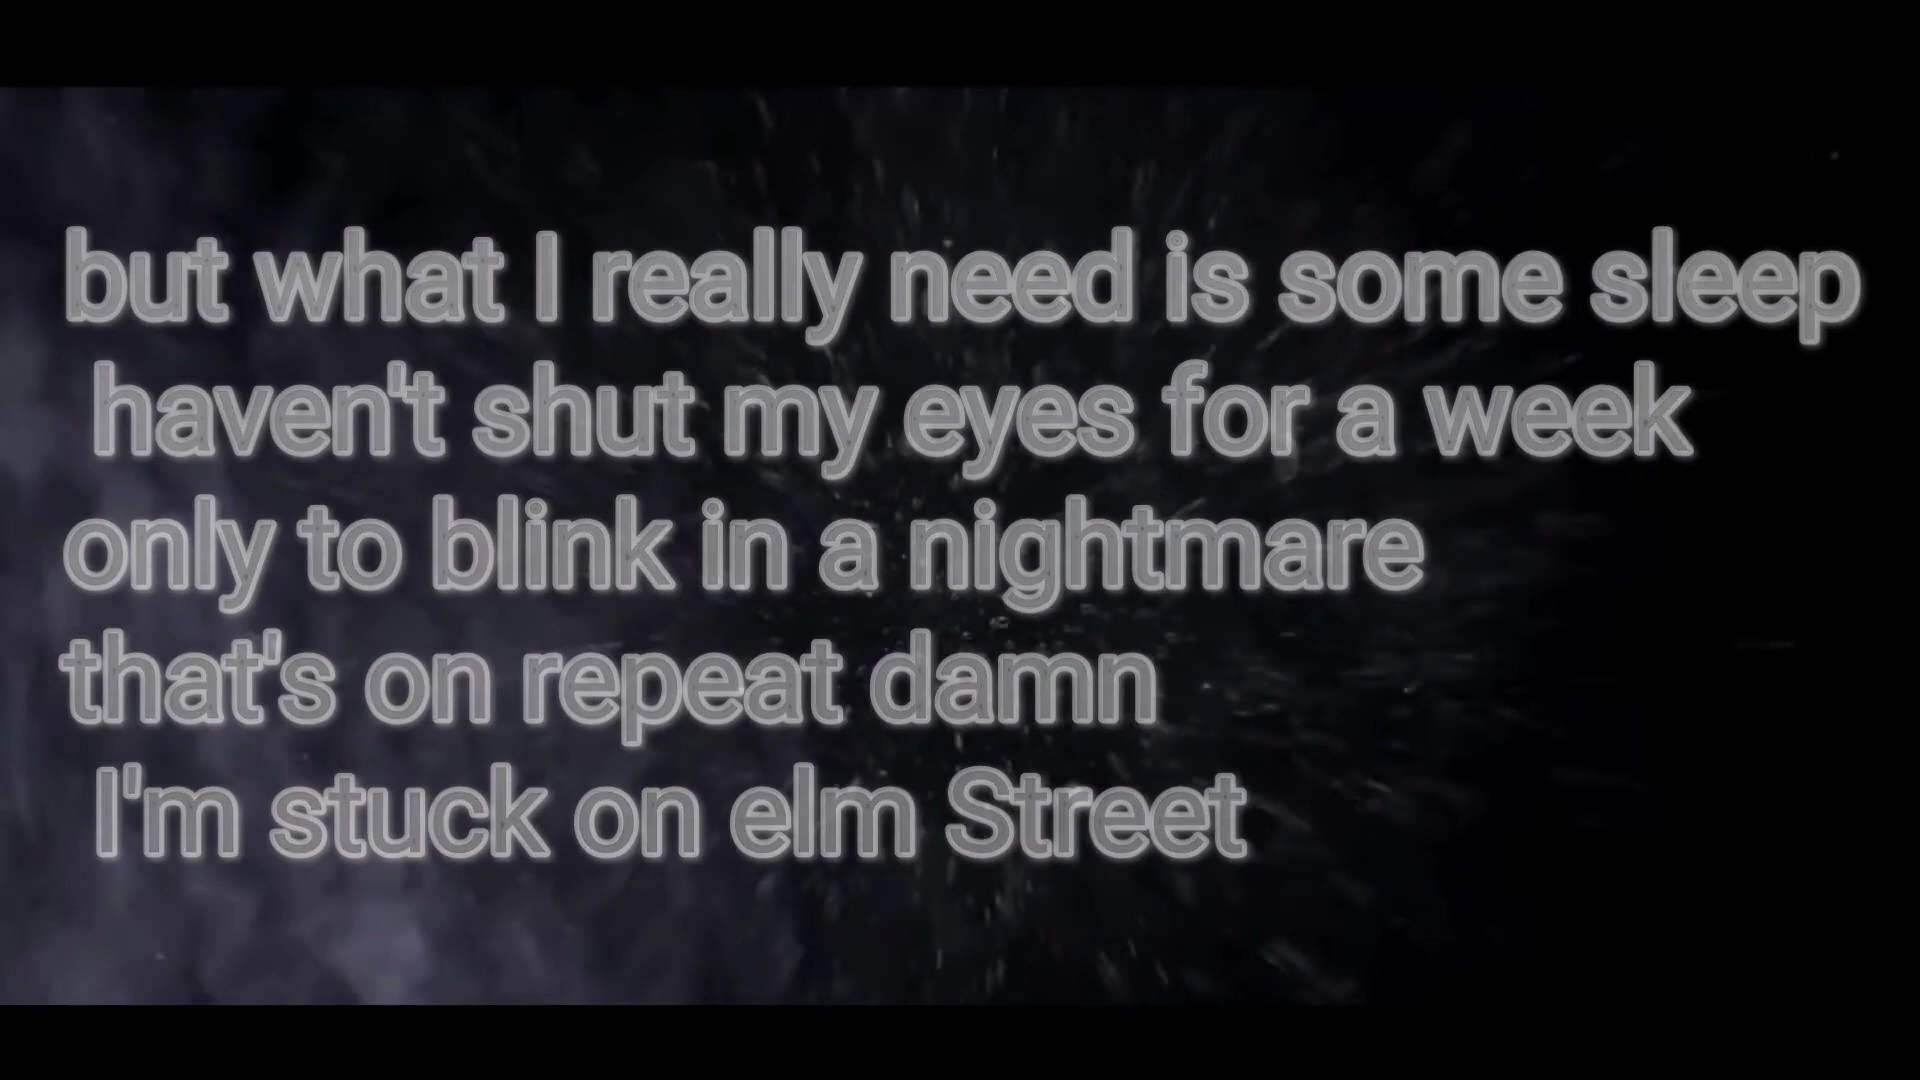 but what I really need is some sleep
haven't shut my eyes for a week
only to blink in a nightmare
that's on repeat damn
I'm stuck on elm Street